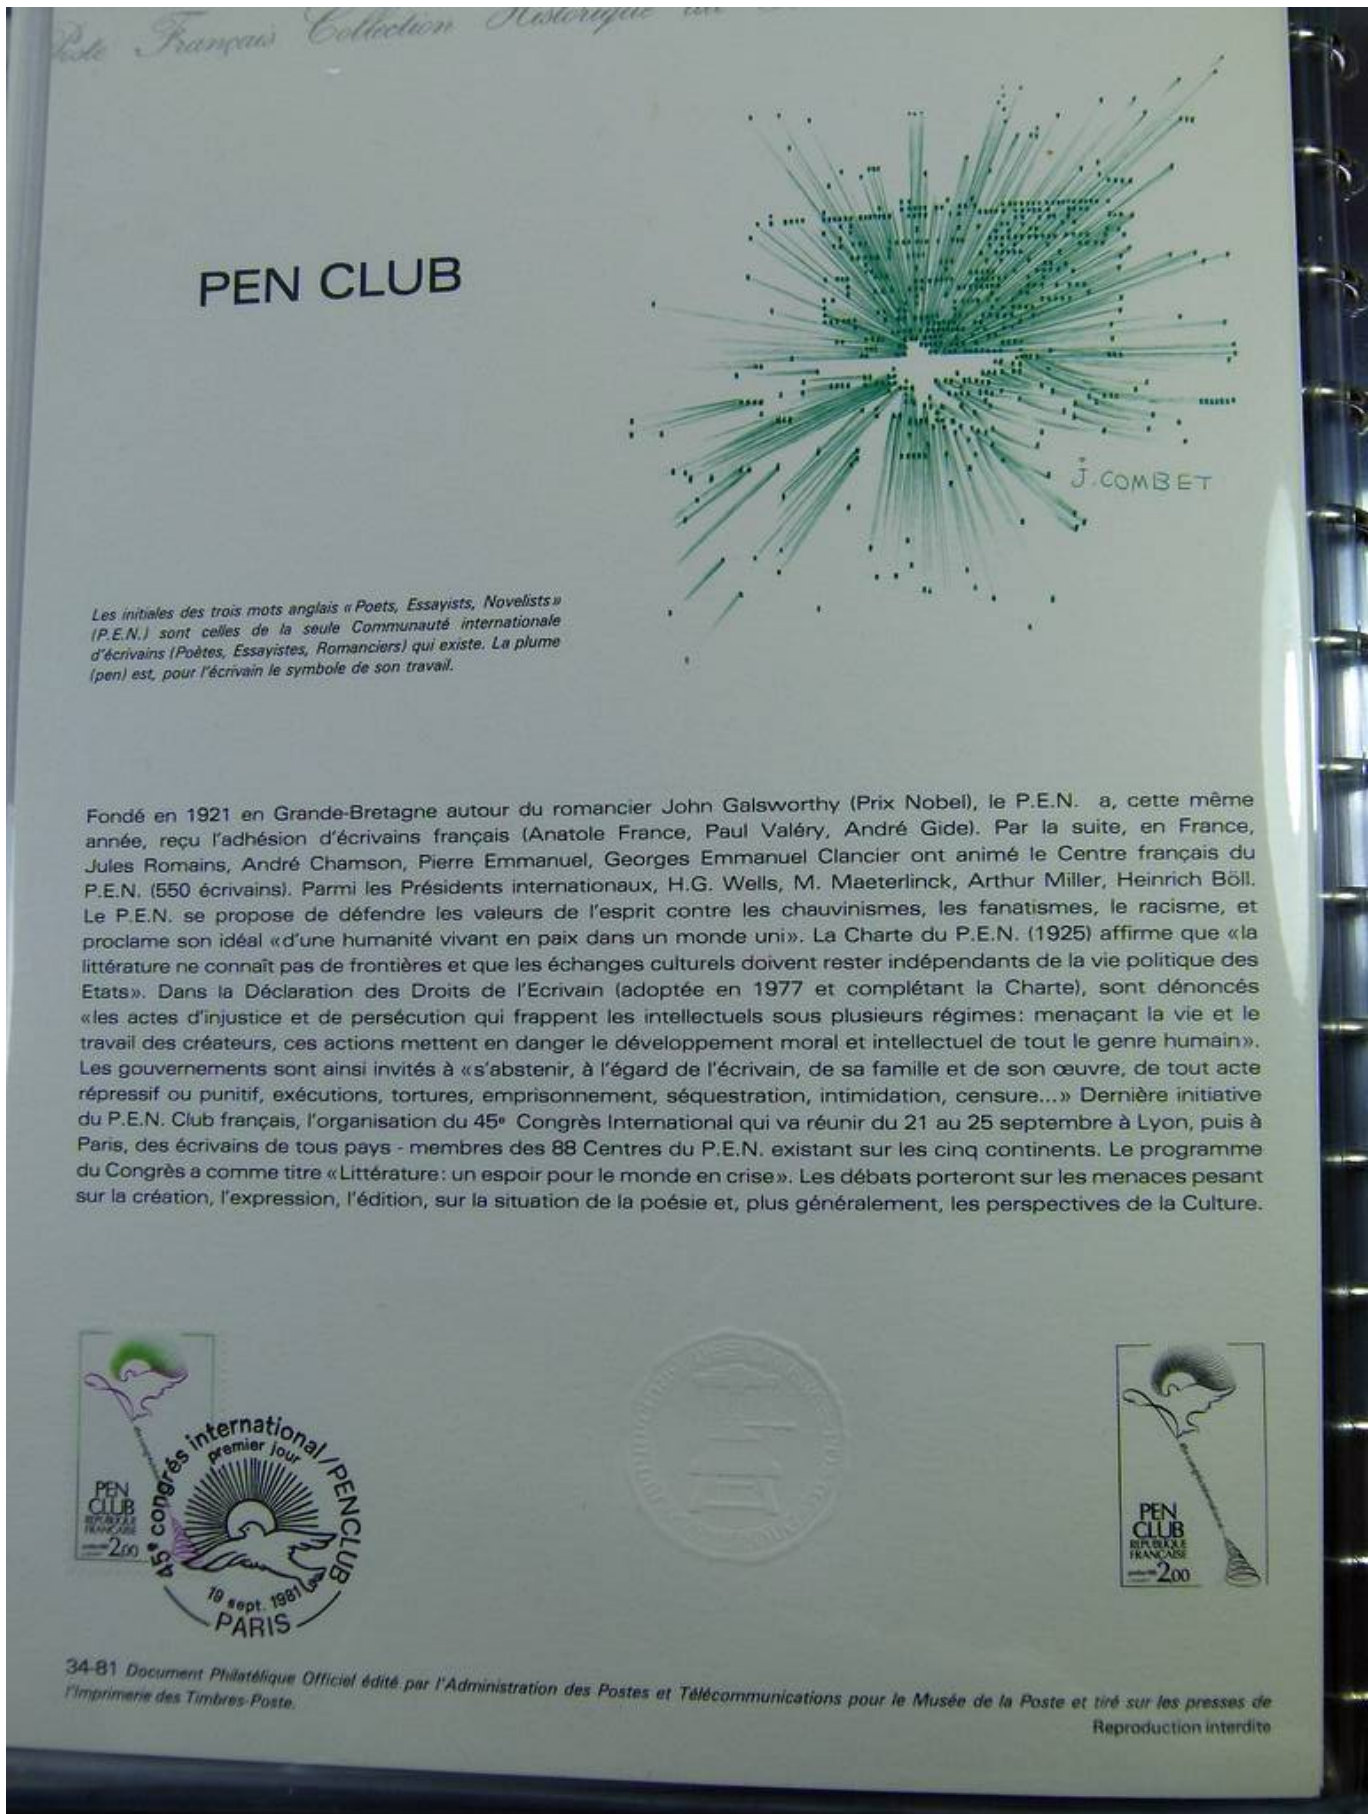 Poste Français Collection Historique du
PEN CLUB
J. COMBET
Les initiales des trois mots anglais «Poets, Essayists, Novelists»
(P.E.N.) sont celles de la seule Communauté internationale
d'écrivains (Poètes, Essayistes, Romanciers) qui existe. La plume
(pen) est, pour l'écrivain le symbole de son travail.
Fondé en 1921 en Grande-Bretagne autour du romancier John Galsworthy (Prix Nobel), le P.E.N. a, cette même
année, reçu l'adhésion d'écrivains français (Anatole France, Paul Valéry, André Gide). Par la suite, en France,
Jules Romains, André Chamson, Pierre Emmanuel, Georges Emmanuel Clancier ont animé le Centre français du
P.E.N. (550 écrivains). Parmi les Présidents internationaux, H.G. Wells, M. Maeterlinck, Arthur Miller, Heinrich Böll.
Le P.E.N. se propose de défendre les valeurs de l'esprit contre les chauvinismes, les fanatismes, le racisme, et
proclame son idéal «d'une humanité vivant en paix dans un monde uni». La Charte du P.E.N. (1925) affirme que «la
littérature ne connaît pas de frontières et que les échanges culturels doivent rester indépendants de la vie politique des
Etats». Dans la Déclaration des Droits de l'Ecrivain (adoptée en 1977 et complétant la Charte), sont dénoncés
«les actes d'injustice et de persécution qui frappent les intellectuels sous plusieurs régimes: menaçant la vie et le
travail des créateurs, ces actions mettent en danger le développement moral et intellectuel de tout le genre humain».
Les gouvernements sont ainsi invités à «s'abstenir, à l'égard de l'écrivain, de sa famille et de son œuvre, de tout acte
répressif ou punitif, exécutions, tortures, emprisonnement, séquestration, intimidation, censure...» Dernière initiative
du P.E.N. Club français, l'organisation du 45e Congrès International qui va réunir du 21 au 25 septembre à Lyon, puis à
Paris, des écrivains de tous pays - membres des 88 Centres du P.E.N. existant sur les cinq continents. Le programme
du Congrès a comme titre «Littérature: un espoir pour le monde en crise». Les débats porteront sur les menaces pesant
sur la création, l'expression, l'édition, sur la situation de la poésie et, plus généralement, les perspectives de la Culture.
PEN
CLUB
REPUBLIQUE
FRANCAISE
2,00
45e congrés international/PENCLUB
premier jour
19 sept. 1981
PARIS
PEN
CLUB
REPUBLIQUE
FRANÇAISE
2,00
34-81 Document Philatélique Officiel édité par l'Administration des Postes et Télécommunications pour le Musée de la Poste et tiré sur les presses de
l'Imprimerie des Timbres-Poste.
Reproduction interdite